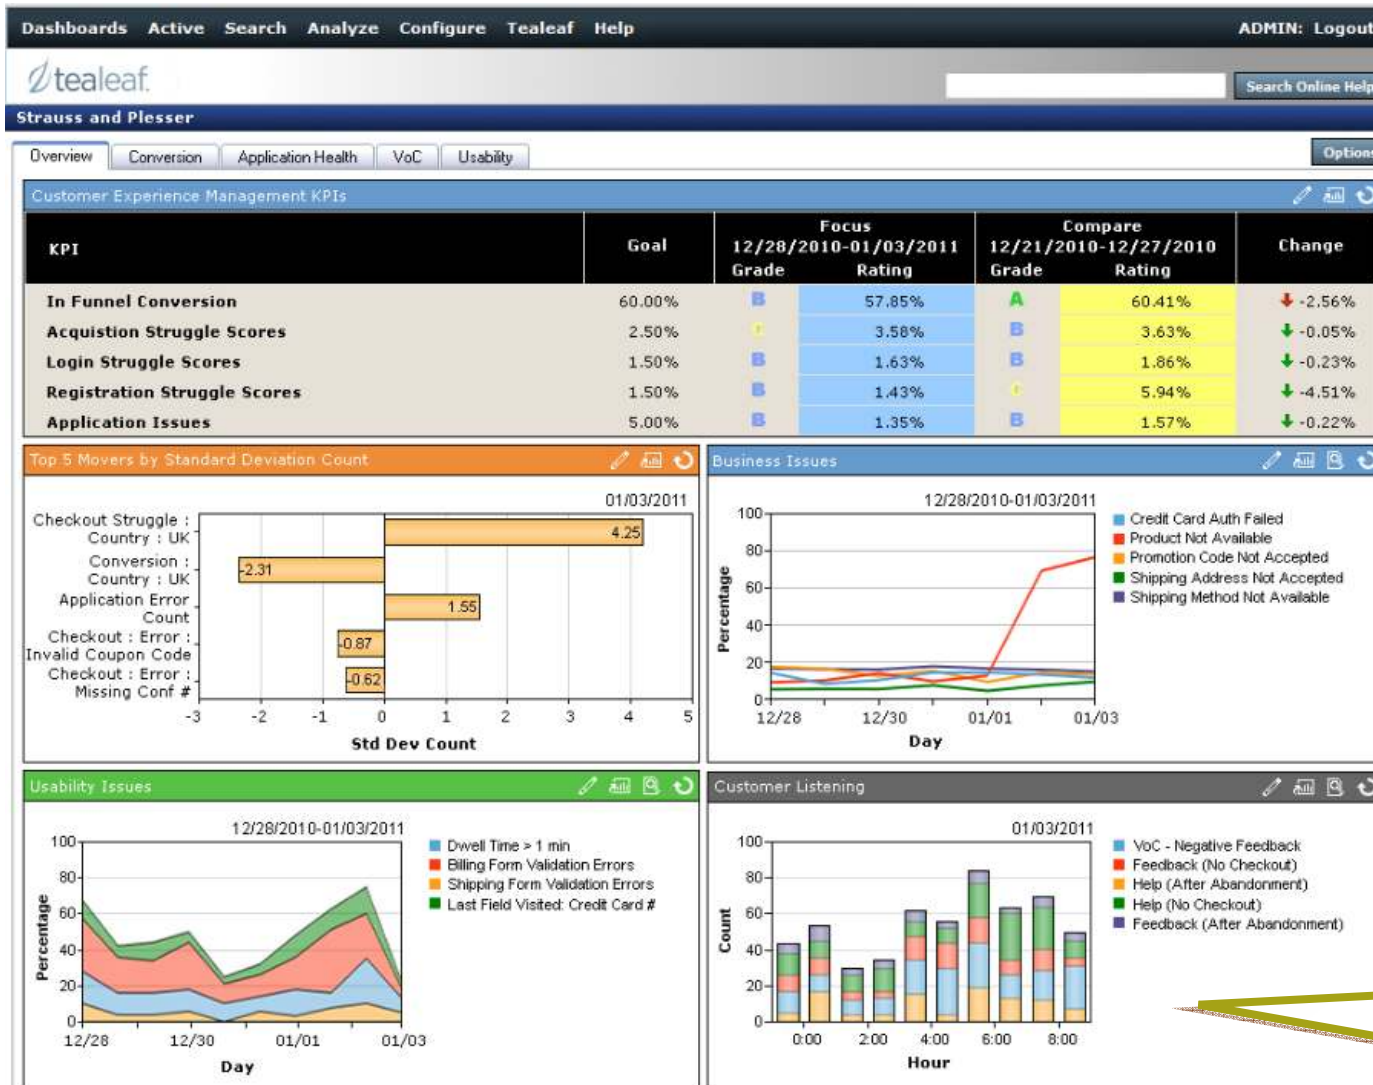 Dashboards Active Search Analyze Configure Tealeaf Help ADMIN: Logout
tealeaf.
Search Online Help
Strauss and Plesser
Overview Conversion Application Health VoC Usability Options
Customer Experience Management KPIs
Focus Compare
KPI Goal 12/28/2010-01/03/2011 12/21/2010-12/27/2010 Change
Grade Rating Grade Rating
In Funnel Conversion 60.00% B 57.85% A 60.41% -2.56%
Acquistion Struggle Scores 2.50% 3.58% B 3.63% -0.05%
Login Struggle Scores 1.50% B 1.63% B 1.86% -0.23%
Registration Struggle Scores 1.50% B 1.43% 5.94% -4.51%
Application Issues 5.00% B 1.35% B 1.57% -0.22%
Top 5 Movers by Standard Deviation Count
01/03/2011
Checkout Struggle :
Country : UK
4.25
Conversion :
Country : UK
-2.31
Application Error
Count
1.55
Checkout : Error :
Invalid Coupon Code
-0.87
Checkout : Error :
Missing Conf #
-0.62
-3 -2 -1 0 1 2 3 4 5
Std Dev Count
Business Issues
12/28/2010-01/03/2011
100
80
60
40
20
0
Percentage
12/28 12/30 01/01 01/03
Day
Credit Card Auth Failed
Product Not Available
Promotion Code Not Accepted
Shipping Address Not Accepted
Shipping Method Not Available
Usability Issues
12/28/2010-01/03/2011
100
80
60
40
20
0
Percentage
12/28 12/30 01/01 01/03
Day
Dwell Time > 1 min
Billing Form Validation Errors
Shipping Form Validation Errors
Last Field Visited: Credit Card #
Customer Listening
01/03/2011
100
80
60
40
20
0
Count
0:00 2:00 4:00 6:00 8:00
Hour
VoC - Negative Feedback
Feedback (No Checkout)
Help (After Abandonment)
Help (No Checkout)
Feedback (After Abandonment)